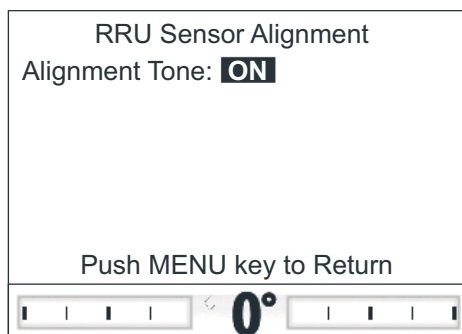 RRU Sensor Alignment
Alignment Tone: ON
Push MENU key to Return
0°